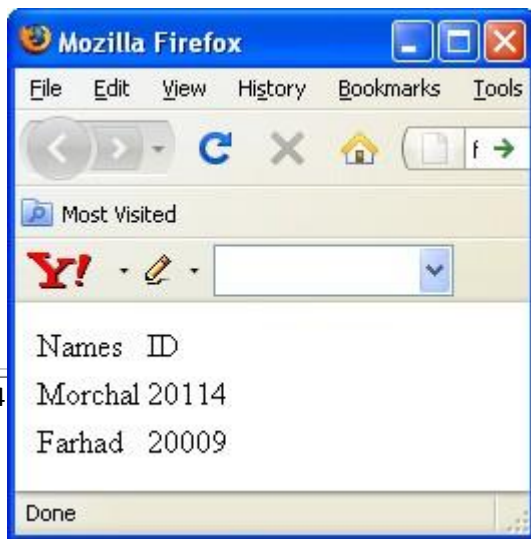 Mozilla Firefox
File Edit View History Bookmarks Tools
f
Most Visited
Y!
Names ID
Morchal 20114
Farhad 20009
Done